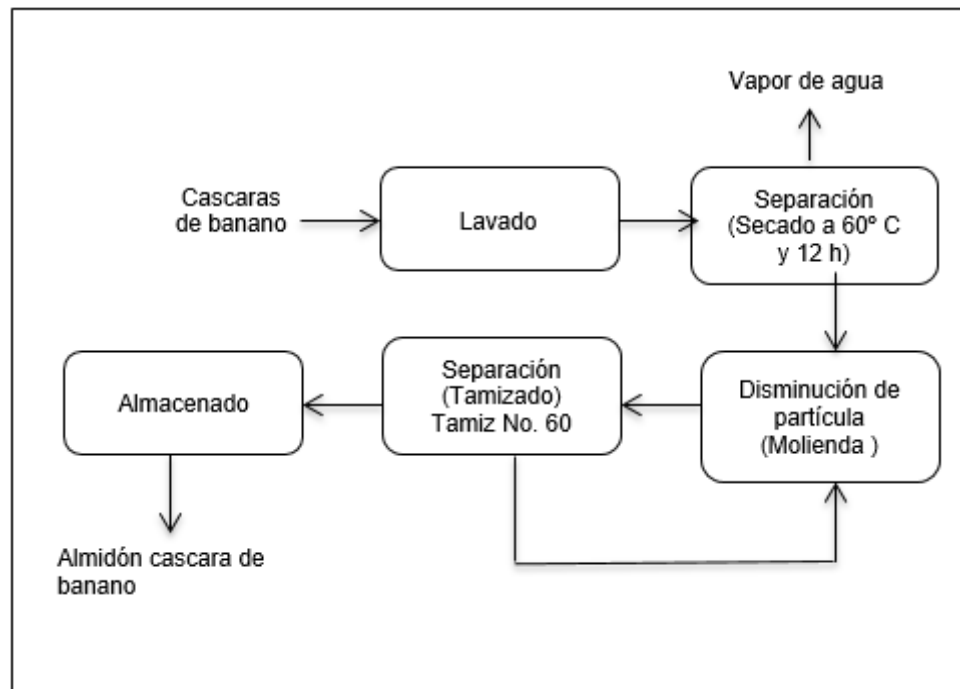 Vapor de agua
Cascaras
de banano
Lavado
Separación
(Secado a 60º C
y 12 h)
Almacenado
Separación
(Tamizado)
Tamiz No. 60
Disminución de
partícula
(Molienda )
Almidón cascara de
banano